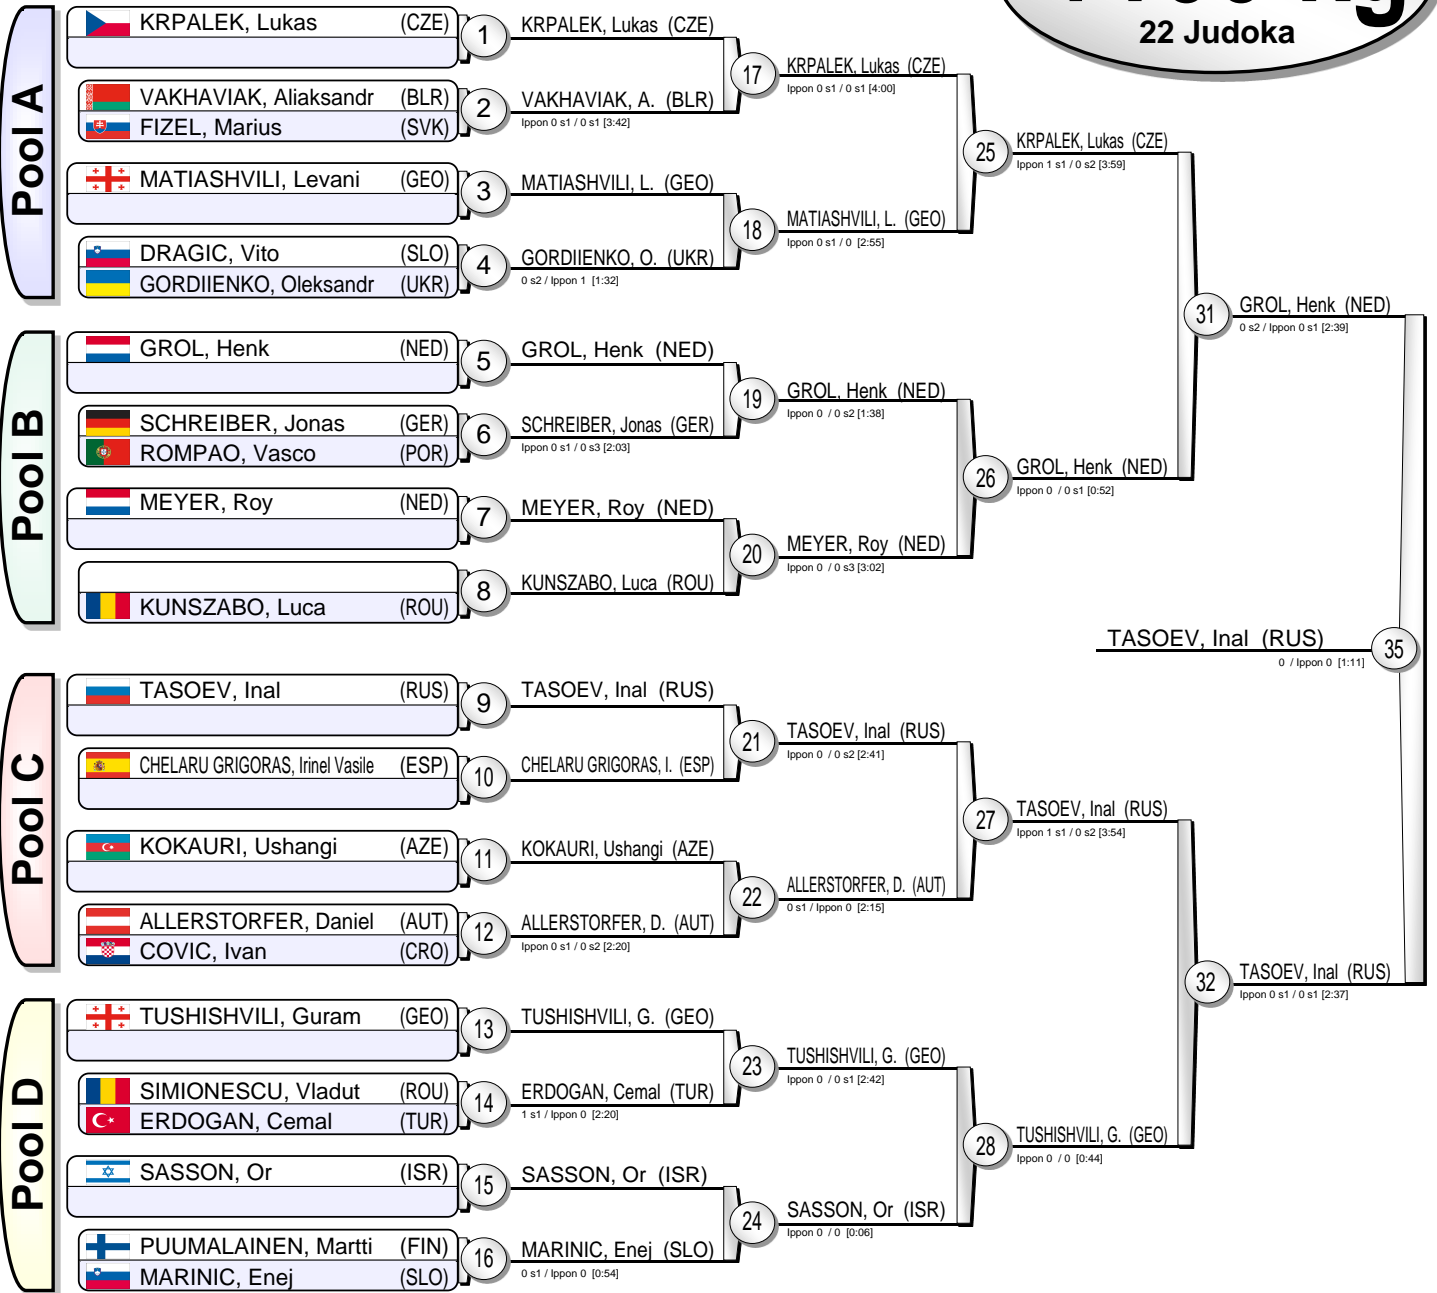 22 Judoka
Pool A
KRPALEK, Lukas (CZE)
1
KRPALEK, Lukas (CZE)
VAKHAVIAK, Aliaksandr (BLR)
FIZEL, Marius (SVK)
2
VAKHAVIAK, A. (BLR)
Ippon 0 s1 / 0 s1 [3:42]
17
KRPALEK, Lukas (CZE)
Ippon 0 s1 / 0 s1 [4:00]
MATIASHVILI, Levani (GEO)
3
MATIASHVILI, L. (GEO)
DRAGIC, Vito (SLO)
GORDIIENKO, Oleksandr (UKR)
4
GORDIIENKO, O. (UKR)
0 s2 / Ippon 1 [1:32]
18
MATIASHVILI, L. (GEO)
Ippon 0 s1 / 0 [2:55]
25
KRPALEK, Lukas (CZE)
Ippon 1 s1 / 0 s2 [3:59]
Pool B
GROL, Henk (NED)
5
GROL, Henk (NED)
SCHREIBER, Jonas (GER)
ROMPAO, Vasco (POR)
6
SCHREIBER, Jonas (GER)
Ippon 0 s1 / 0 s3 [2:03]
19
GROL, Henk (NED)
Ippon 0 / 0 s2 [1:38]
MEYER, Roy (NED)
7
MEYER, Roy (NED)
KUNSZABO, Luca (ROU)
8
KUNSZABO, Luca (ROU)
20
MEYER, Roy (NED)
Ippon 0 / 0 s3 [3:02]
26
GROL, Henk (NED)
Ippon 0 / 0 s1 [0:52]
31
GROL, Henk (NED)
0 s2 / Ippon 0 s1 [2:39]
TASOEV, Inal (RUS)
0 / Ippon 0 [1:11]
35
Pool C
TASOEV, Inal (RUS)
9
TASOEV, Inal (RUS)
CHELARU GRIGORAS, Irinel Vasile (ESP)
10
CHELARU GRIGORAS, I. (ESP)
21
TASOEV, Inal (RUS)
Ippon 0 / 0 s2 [2:41]
KOKAURI, Ushangi (AZE)
11
KOKAURI, Ushangi (AZE)
ALLERSTORFER, Daniel (AUT)
COVIC, Ivan (CRO)
12
ALLERSTORFER, D. (AUT)
Ippon 0 s1 / 0 s2 [2:20]
22
ALLERSTORFER, D. (AUT)
0 s1 / Ippon 0 [2:15]
27
TASOEV, Inal (RUS)
Ippon 1 s1 / 0 s2 [3:54]
Pool D
TUSHISHVILI, Guram (GEO)
13
TUSHISHVILI, G. (GEO)
SIMIONESCU, Vladut (ROU)
ERDOGAN, Cemal (TUR)
14
ERDOGAN, Cemal (TUR)
1 s1 / Ippon 0 [2:20]
23
TUSHISHVILI, G. (GEO)
Ippon 0 / 0 s1 [2:42]
SASSON, Or (ISR)
15
SASSON, Or (ISR)
PUUMALAINEN, Martti (FIN)
MARINIC, Enej (SLO)
16
MARINIC, Enej (SLO)
0 s1 / Ippon 0 [0:54]
24
SASSON, Or (ISR)
Ippon 0 / 0 [0:06]
28
TUSHISHVILI, G. (GEO)
Ippon 0 / 0 [0:44]
32
TASOEV, Inal (RUS)
Ippon 0 s1 / 0 s1 [2:37]